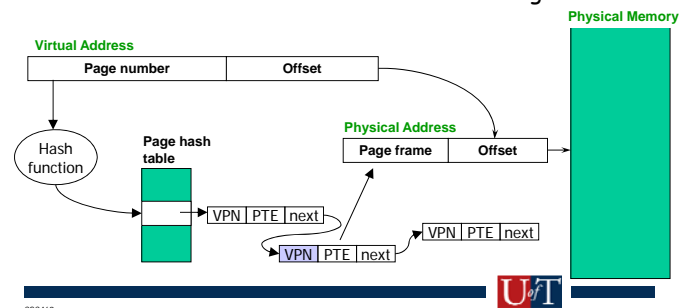 Physical Memory
Virtual Address
Page number Offset
Physical Address
Page frame Offset
Hash
function
Page hash
table
VPN PTE next
VPN PTE next
VPN PTE next
U of T